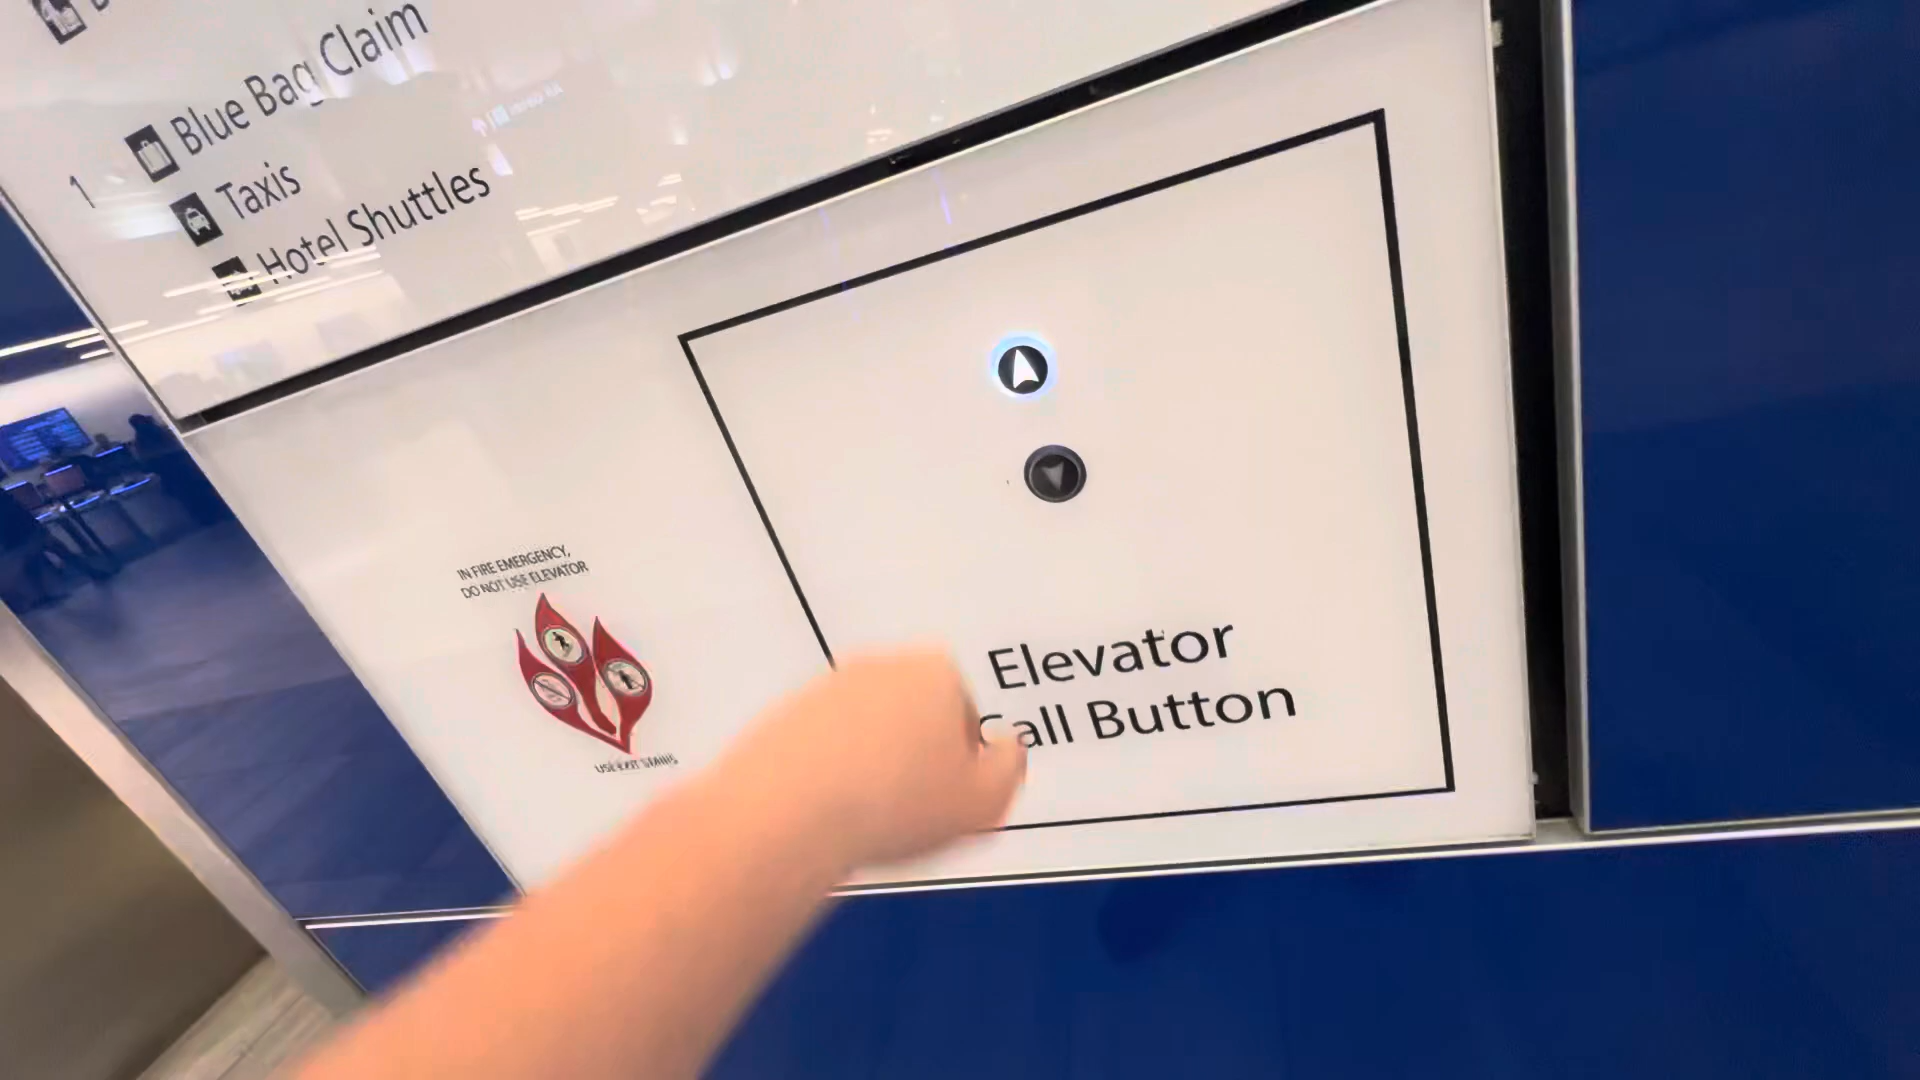 1
Blue Bag Claim
Taxis
Hotel Shuttles
IN FIRE EMERGENCY,
DO NOT USE ELEVATOR
USE EXIT STAIRS
Elevator
Call Button